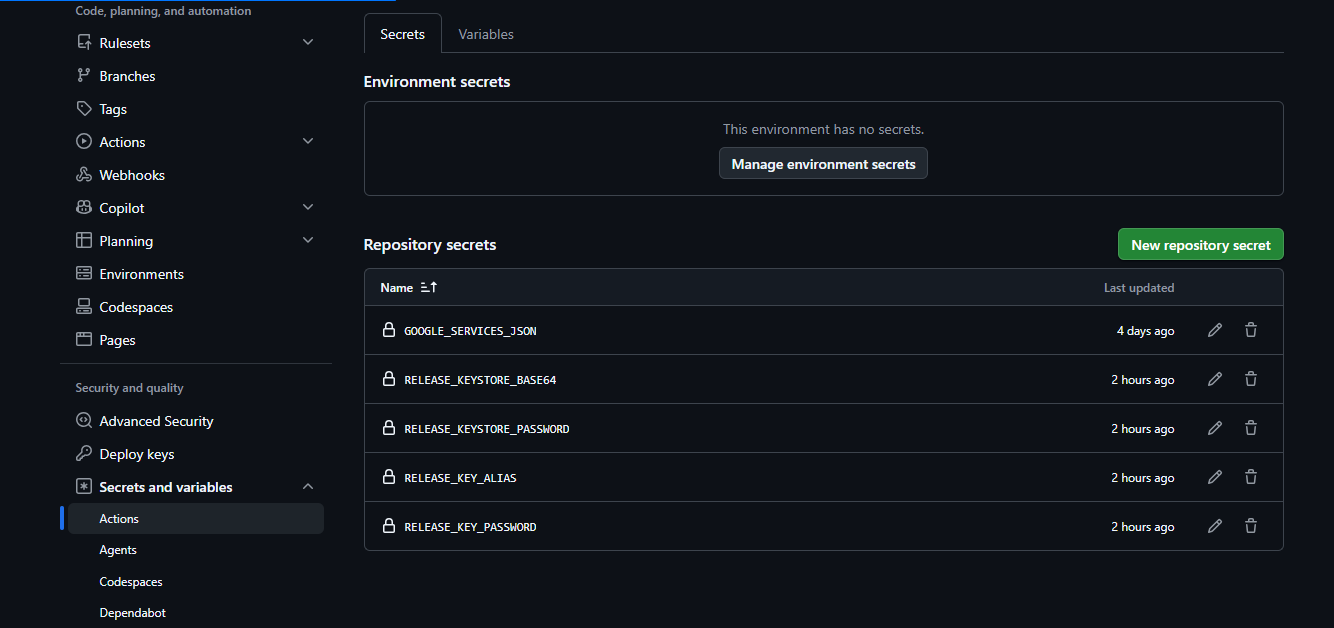 Code, planning, and automation
Rulesets
Branches
Tags
Actions
Webhooks
Copilot
Planning
Environments
Codespaces
Pages
Security and quality
Advanced Security
Deploy keys
Secrets and variables
Actions
Agents
Codespaces
Dependabot
Secrets Variables
Environment secrets
This environment has no secrets.
Manage environment secrets
Repository secrets New repository secret
Name Last updated
GOOGLE_SERVICES_JSON 4 days ago
RELEASE_KEYSTORE_BASE64 2 hours ago
RELEASE_KEYSTORE_PASSWORD 2 hours ago
RELEASE_KEY_ALIAS 2 hours ago
RELEASE_KEY_PASSWORD 2 hours ago